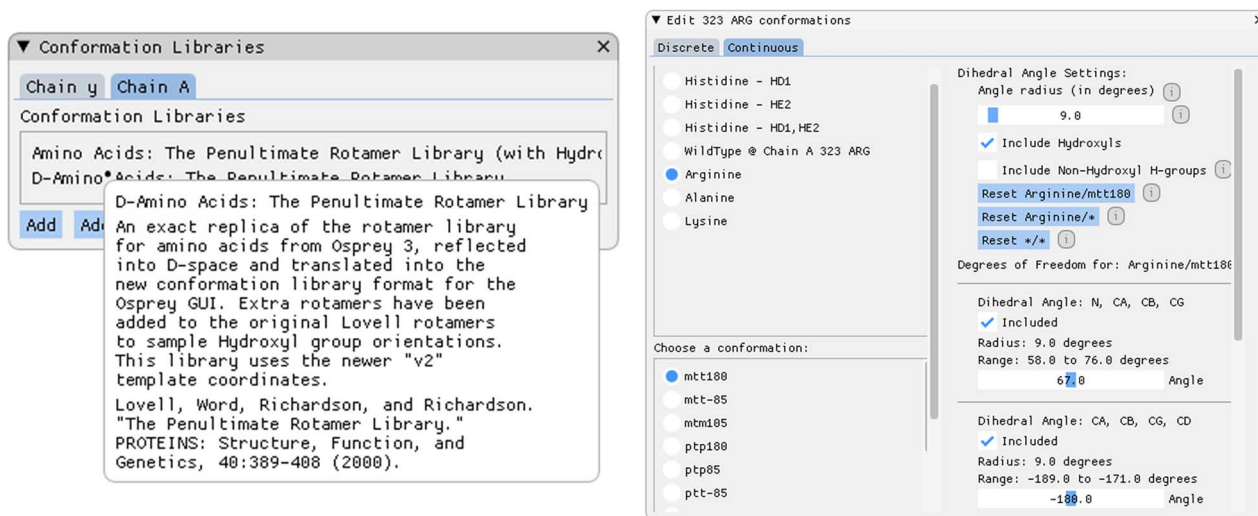 ▼ Conformation Libraries ×
Chain y Chain A
Conformation Libraries
Amino Acids: The Penultimate Rotamer Library (with Hydro
D-Amino Acids: The Penultimate Rotamer Library
Add
D-Amino Acids: The Penultimate Rotamer Library
An exact replica of the rotamer library
for amino acids from Osprey 3, reflected
into D-space and translated into the
new conformation library format for the
Osprey GUI. Extra rotamers have been
added to the original Lovell rotamers
to sample Hydroxyl group orientations.
This library uses the newer "v2"
template coordinates.
Lovell, Word, Richardson, and Richardson.
"The Penultimate Rotamer Library."
PROTEINS: Structure, Function, and
Genetics, 40:389-408 (2000).
▼ Edit 323 ARG conformations
Discrete Continuous
Histidine - HD1
Histidine - HE2
Histidine - HD1,HE2
WildType @ Chain A 323 ARG
Arginine
Alanine
Lysine
Choose a conformation:
mtt180
mtt-85
mtm105
ptp180
ptp85
ptt-85
Dihedral Angle Settings:
Angle radius (in degrees) i
9.0 i
Include Hydroxyls
Include Non-Hydroxyl H-groups i
Reset Arginine/mtt180 i
Reset Arginine/* i
Reset */* i
Degrees of Freedom for: Arginine/mtt180
Dihedral Angle: N, CA, CB, CG
Included
Radius: 9.0 degrees
Range: 58.0 to 76.0 degrees
67.0 Angle
Dihedral Angle: CA, CB, CG, CD
Included
Radius: 9.0 degrees
Range: -189.0 to -171.0 degrees
-180.0 Angle